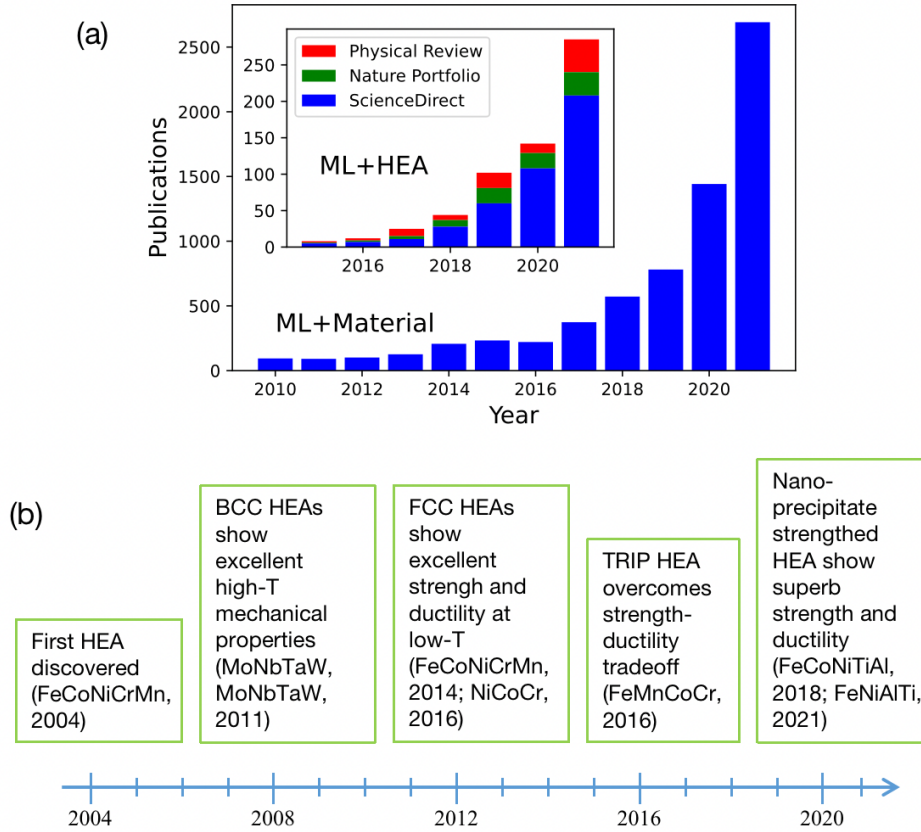 (a)
2500
2000
1500
1000
500
0
Publications
250
200
150
100
50
0
Physical Review
Nature Portfolio
ScienceDirect
ML+HEA
2016 2018 2020
ML+Material
2010 2012 2014 2016 2018 2020
Year
(b)
First HEA
discovered
(FeCoNiCrMn,
2004)
BCC HEAs
show
excellent
high-T
mechanical
properties
(MoNbTaW,
MoNbTaW,
2011)
FCC HEAs
show
excellent
strengh and
ductility at
low-T
(FeCoNiCrMn,
2014; NiCoCr,
2016)
TRIP HEA
overcomes
strength-
ductility
tradeoff
(FeMnCoCr,
2016)
Nano-
precipitate
strengthed
HEA show
superb
strength and
ductility
(FeCoNiTiAl,
2018; FeNiAlTi,
2021)
2004 2008 2012 2016 2020